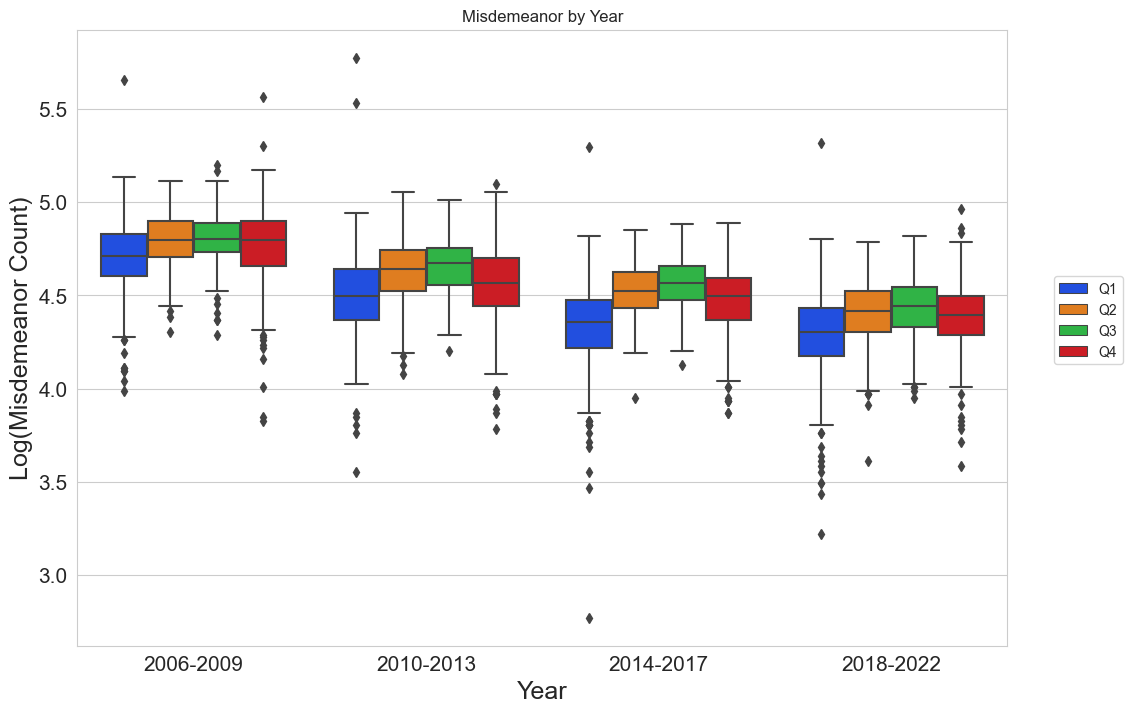 Misdemeanor by Year
Log(Misdemeanor Count)
5.5
5.0
4.5
4.0
3.5
3.0
2006-2009
2010-2013
2014-2017
2018-2022
Year
Q1
Q2
Q3
Q4